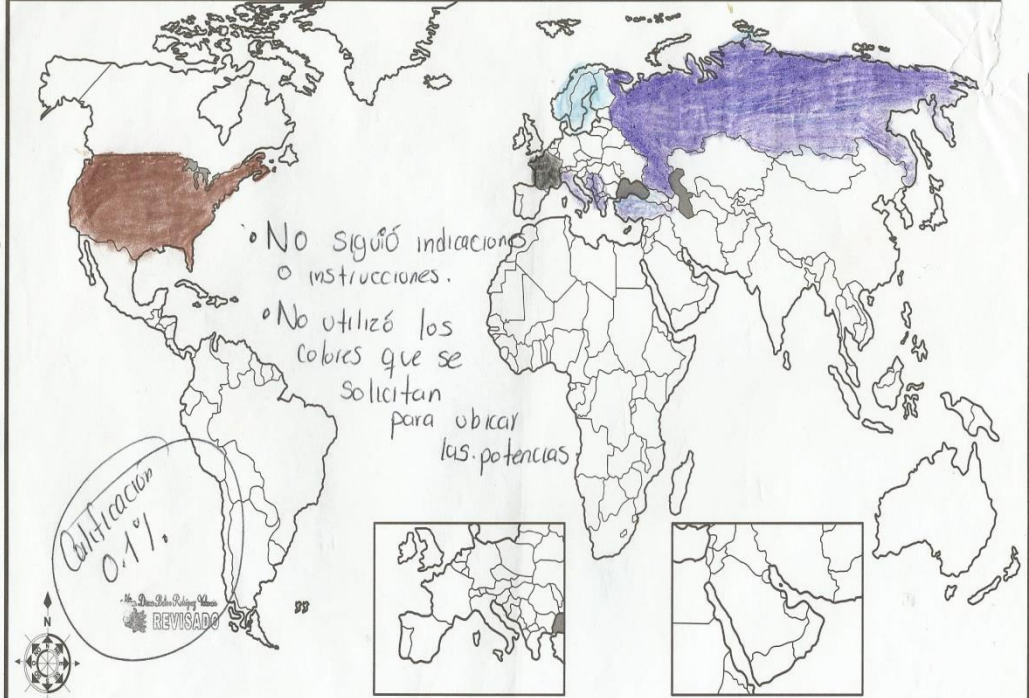 • No siguió indicaciones
o instrucciones.
• No utilizó los
colores que se
solicitan
para ubicar
las potencias
Calificación
0.1%
REVISADO
N